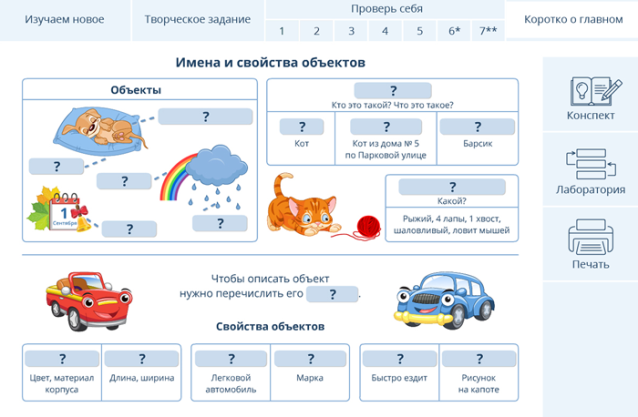 Изучаем новое
Творческое задание
Проверь себя
1 2 3 4 5 6* 7**
Коротко о главном
Имена и свойства объектов
Объекты
?
?
?
?
?
1
Сентября
?
Кто это такой? Что это такое?
? ? ?
Кот
Кот из дома № 5
по Парковой улице
Барсик
?
Какой?
Рыжий, 4 лапы, 1 хвост,
шаловливый, ловит мышей
Конспект
Лаборатория
Печать
Чтобы описать объект
нужно перечислить его ? .
Свойства объектов
? ? ? ? ? ?
Цвет, материал
корпуса
Длина, ширина
Легковой
автомобиль
Марка
Быстро ездит
Рисунок
на капоте